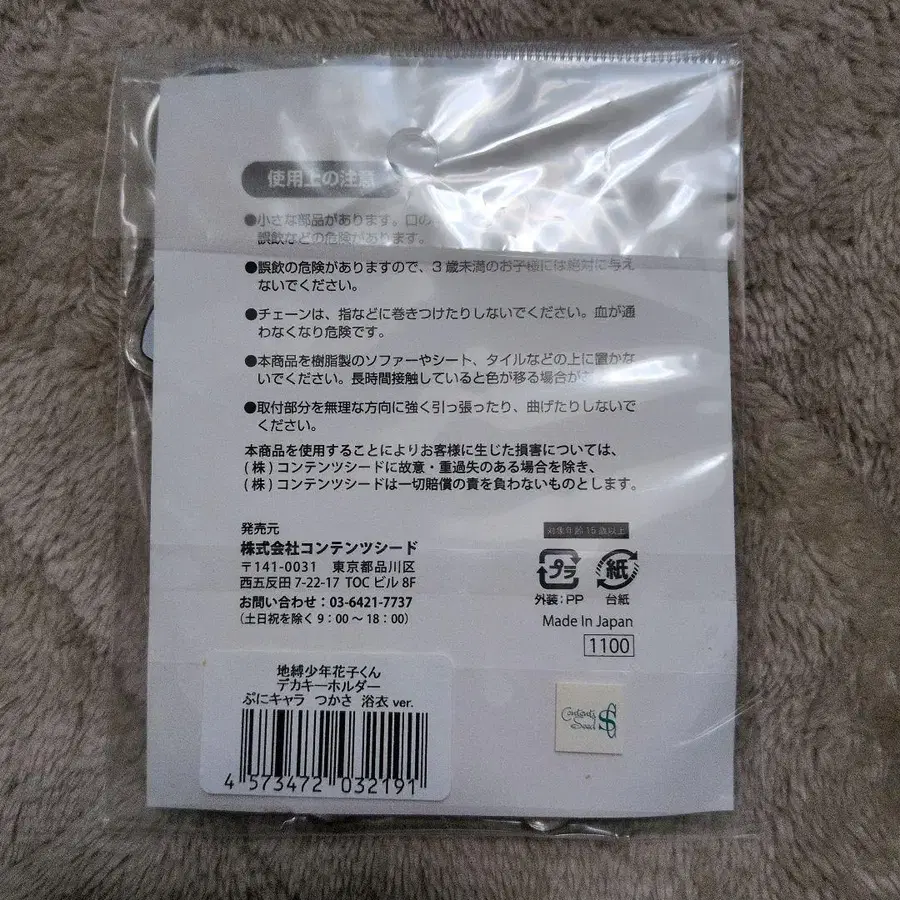 使用上の注意
●小さな部品があります。口の
誤飲などの危険があります。
●誤飲の危険がありますので、3歳未満のお子様には絶対に与え
ないでください。
●チェーンは、指などに巻きつけたりしないでください。血が通
わなくなり危険です。
●本商品を樹脂製のソファーやシート、タイルなどの上に置かな
いでください。長時間接触していると色が移る場合が
●取付部分を無理な方向に強く引っ張ったり、曲げたりしないで
ください。
本商品を使用することによりお客様に生じた損害については、
(株)コンテンツシードに故意・重過失のある場合を除き、
(株)コンテンツシードは一切賠償の責を負わないものとします。
発売元
株式会社コンテンツシード
〒141-0031 東京都品川区
西五反田 7-22-17 TOC ビル 8F
お問い合わせ：03-6421-7737
(土日祝を除く 9：00 ～ 18：00)
対象年齢15歳以上
プラ
紙
外装：PP
台紙
Made In Japan
1100
地縛少年花子くん
デカキーホルダー
ぷにキャラ つかさ 浴衣 ver.
4 573472 032191
Contents
Seed